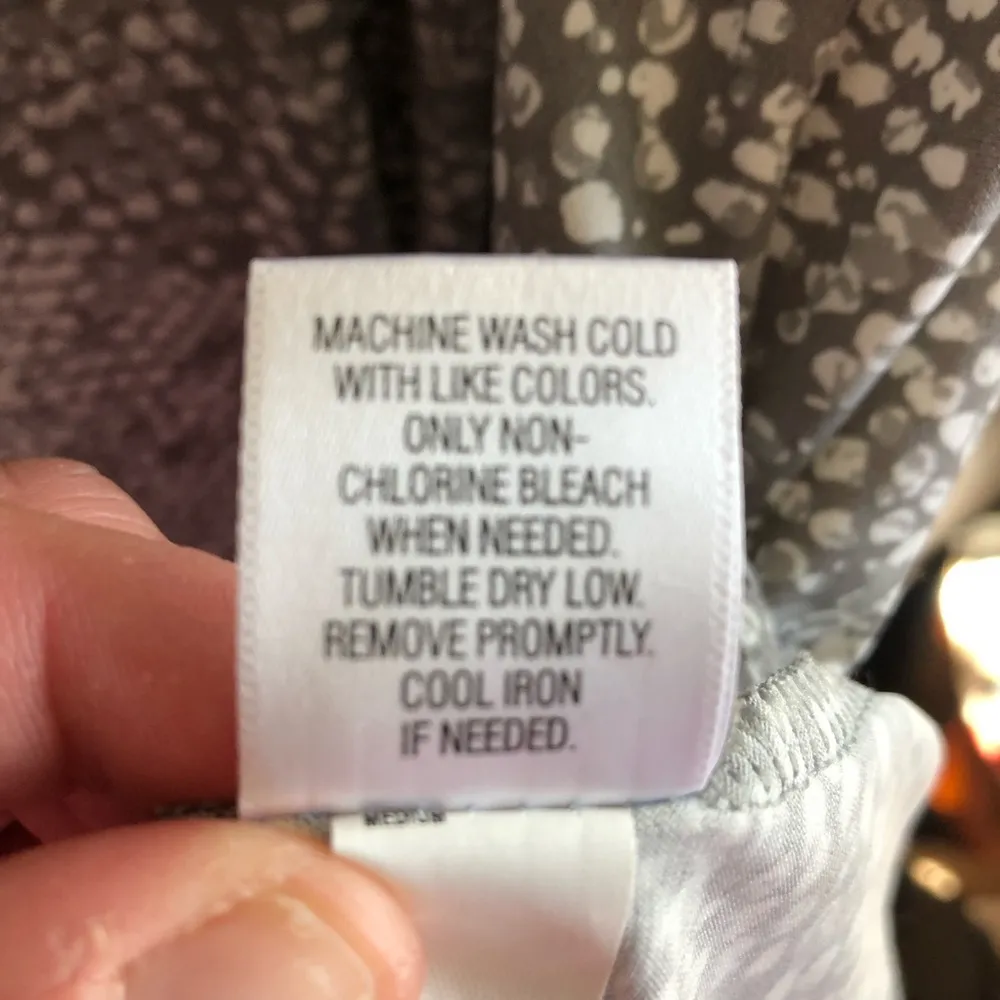 MACHINE WASH COLD
WITH LIKE COLORS.
ONLY NON-
CHLORINE BLEACH
WHEN NEEDED.
TUMBLE DRY LOW.
REMOVE PROMPTLY.
COOL IRON
IF NEEDED.
MEDIUM